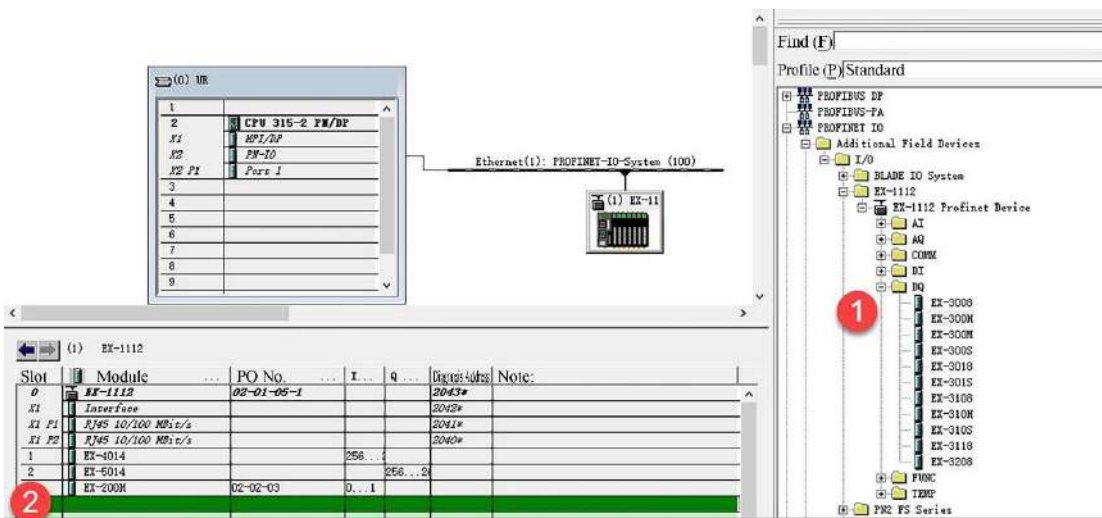 (0) UR
1
2 CPU 315-2 PN/DP
X1 MPI/DP
X2 PN-IO
X2 P1 Port 1
3
4
5
6
7
8
9
Ethernet(1): PROFINET-IO-System (100)
(1) EX-11
(1) EX-1112
Slot Module ... PO No. ... I... Q ... Diagnosis Address Note:
0 EX-1112 02-01-05-1 2043*
X1 Interface 2042*
X1 P1 RJ45 10/100 MBit/s 2041*
X1 P2 RJ45 10/100 MBit/s 2040*
1 EX-4014 256...
2 EX-5014 256...2
EX-200N 02-02-03 0...1
2
Find (F)
Profile (P) Standard
PROFIBUS DP
PROFIBUS-PA
PROFINET IO
Additional Field Devices
I/O
BLADE IO System
EX-1112
EX-1112 Profinet Device
AI
AQ
COMM
DI
DQ
1
EX-3008
EX-300N
EX-300M
EX-300S
EX-3018
EX-301S
EX-3108
EX-310N
EX-310S
EX-3118
EX-3208
FUNC
TEMP
PN2 FS Series